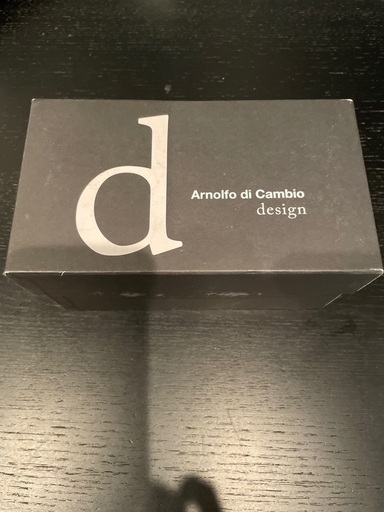 d
Arnolfo di Cambio
design